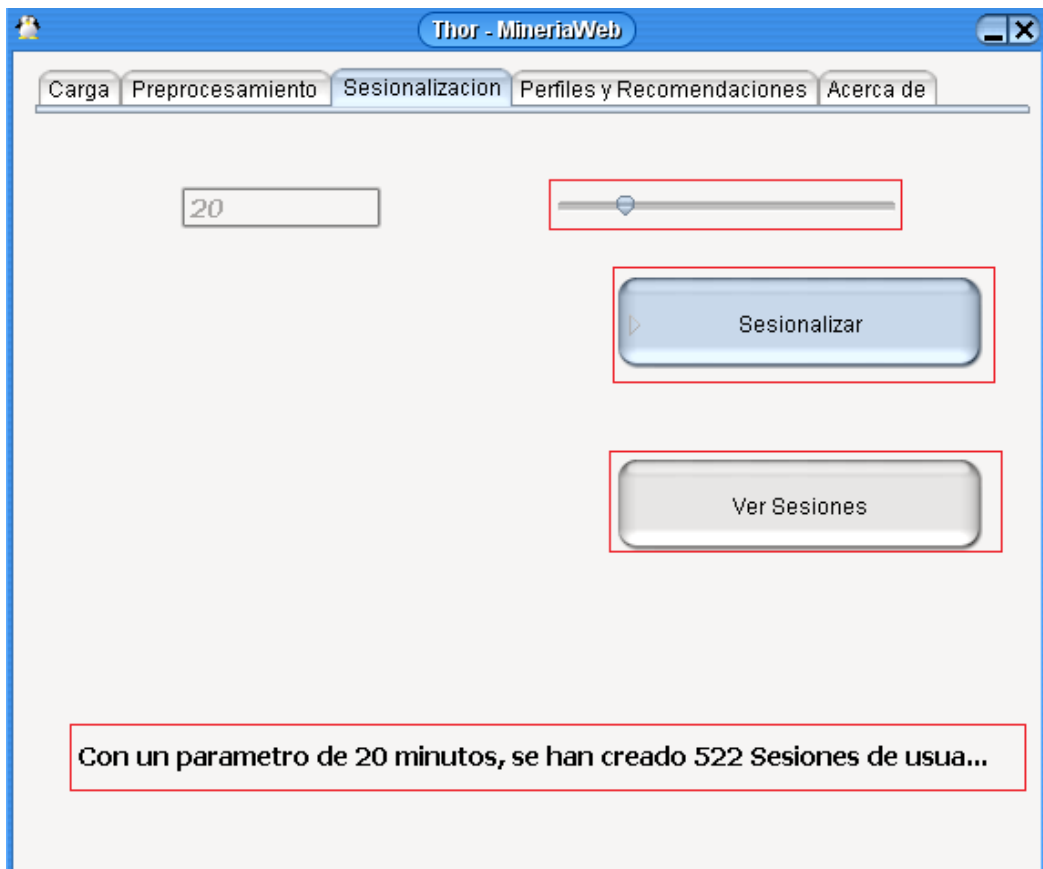 Thor - MineriaWeb
Carga Preprocesamiento Sesionalizacion Perfiles y Recomendaciones Acerca de
20
Sesionalizar
Ver Sesiones
Con un parametro de 20 minutos, se han creado 522 Sesiones de usua...